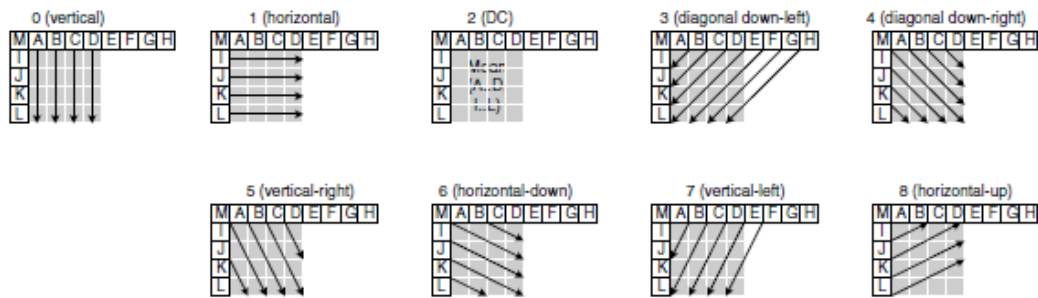 0 (vertical)
M A B C D E F G H
I
J
K
L
1 (horizontal)
M A B C D E F G H
I
J
K
L
2 (DC)
M A B C D E F G H
I
J
K
L
Mean
(A..D
I..L)
3 (diagonal down-left)
M A B C D E F G H
I
J
K
L
4 (diagonal down-right)
M A B C D E F G H
I
J
K
L
5 (vertical-right)
M A B C D E F G H
I
J
K
L
6 (horizontal-down)
M A B C D E F G H
I
J
K
L
7 (vertical-left)
M A B C D E F G H
I
J
K
L
8 (horizontal-up)
M A B C D E F G H
I
J
K
L